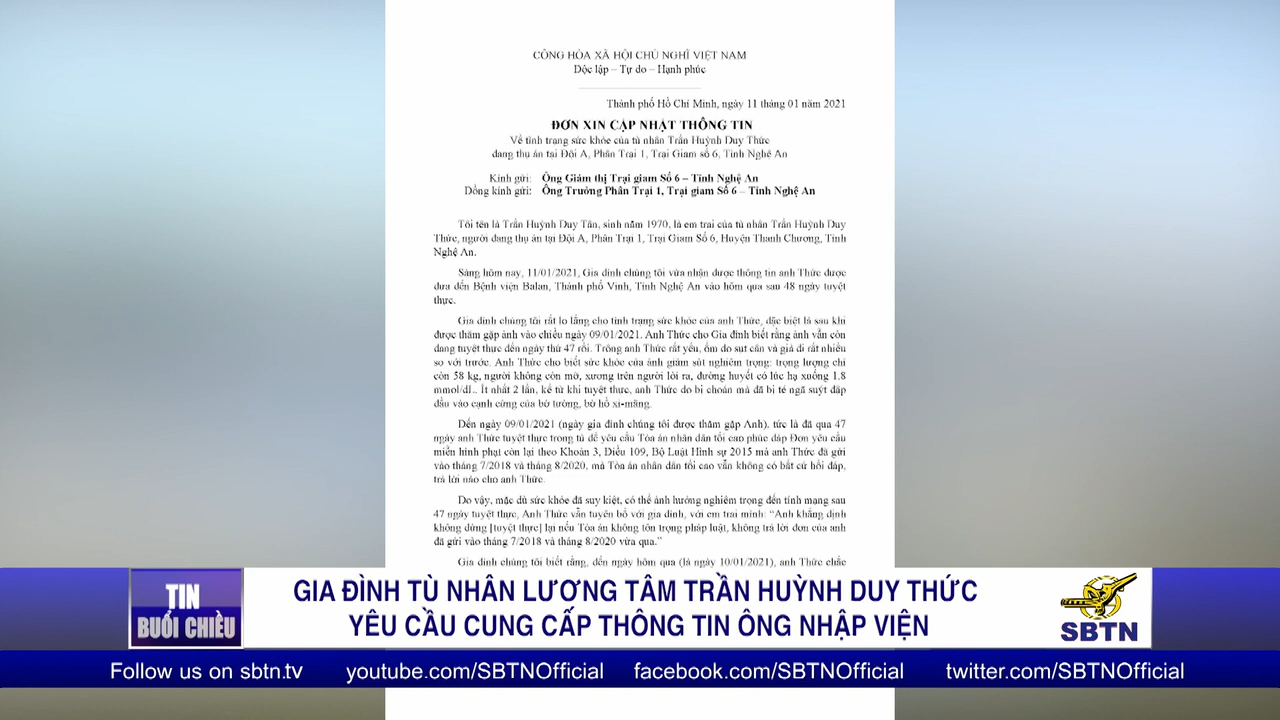 CỘNG HÒA XÃ HỘI CHỦ NGHĨ VIỆT NAM
Độc lập – Tự do – Hạnh phúc
Thành phố Hồ Chí Minh, ngày 11 tháng 01 năm 2021
ĐƠN XIN CẬP NHẬT THÔNG TIN
Về tình trạng sức khỏe của tù nhân Trần Huỳnh Duy Thức
đang thụ án tại Đội A, Phân Trại 1, Trại Giam số 6, Tỉnh Nghệ An
Kính gửi: Ông Giám thị Trại giam Số 6 – Tỉnh Nghệ An
Đồng kính gửi: Ông Trưởng Phân Trại 1, Trại giam Số 6 – Tỉnh Nghệ An
Tôi tên là Trần Huỳnh Duy Tân, sinh năm 1970, là em trai của tù nhân Trần Huỳnh Duy
Thức, người đang thụ án tại Đội A, Phân Trại 1, Trại Giam Số 6, Huyện Thanh Chương, Tỉnh
Nghệ An.
Sáng hôm nay, 11/01/2021, Gia đình chúng tôi vừa nhận được thông tin anh Thức được
đưa đến Bệnh viện Balan, Thành phố Vinh, Tỉnh Nghệ An vào hôm qua sau 48 ngày tuyệt
thực.
Gia đình chúng tôi rất lo lắng cho tình trạng sức khỏe của anh Thức, đặc biệt là sau khi
được thăm gặp ảnh vào chiều ngày 09/01/2021. Anh Thức cho Gia đình biết rằng ảnh vẫn còn
đang tuyệt thực đến ngày thứ 47 rồi. Trông anh Thức rất yếu, ốm do sụt cân và già đi rất nhiều
so với trước. Anh Thức cho biết sức khỏe của ảnh giảm sút nghiêm trọng: trọng lượng chỉ
còn 58 kg, người không còn mỡ, xương trên người lòi ra, đường huyết có lúc hạ xuống 1.8
mmol/dl.. Ít nhất 2 lần, kể từ khi tuyệt thực, anh Thức do bị choán mà đã bị té ngã suýt đập
đầu vào cạnh cứng của bờ tường, bờ hồ xi-măng.
Đến ngày 09/01/2021 (ngày gia đình chúng tôi được thăm gặp Anh), tức là đã qua 47
ngày anh Thức tuyệt thực trong tù để yêu cầu Tòa án nhân dân tối cao phúc đáp Đơn yêu cầu
miễn hình phạt còn lại theo Khoản 3, Điều 109, Bộ Luật Hình sự 2015 mà anh Thức đã gửi
vào tháng 7/2018 và tháng 8/2020, mà Tòa án nhân dân tối cao vẫn không có bất cứ hồi đáp,
trả lời nào cho anh Thức.
Do vậy, mặc dù sức khỏe đã suy kiệt, có thể ảnh hưởng nghiêm trọng đến tính mạng sau
47 ngày tuyệt thực, Anh Thức vẫn tuyên bố với gia đình, với em trai mình: “Anh khẳng định
không dừng [tuyệt thực] lại nếu Tòa án không tôn trọng pháp luật, không trả lời đơn của anh
đã gửi vào tháng 7/2018 và tháng 8/2020 vừa qua.”
Gia đình chúng tôi biết rằng, đến ngày hôm qua (là ngày 10/01/2021), anh Thức chắc
TIN
BUỔI CHIỀU
GIA ĐÌNH TÙ NHÂN LƯƠNG TÂM TRẦN HUỲNH DUY THỨC
YÊU CẦU CUNG CẤP THÔNG TIN ÔNG NHẬP VIỆN
SBTN
Follow us on sbtn.tv youtube.com/SBTNOfficial facebook.com/SBTNOfficial twitter.com/SBTNOfficial